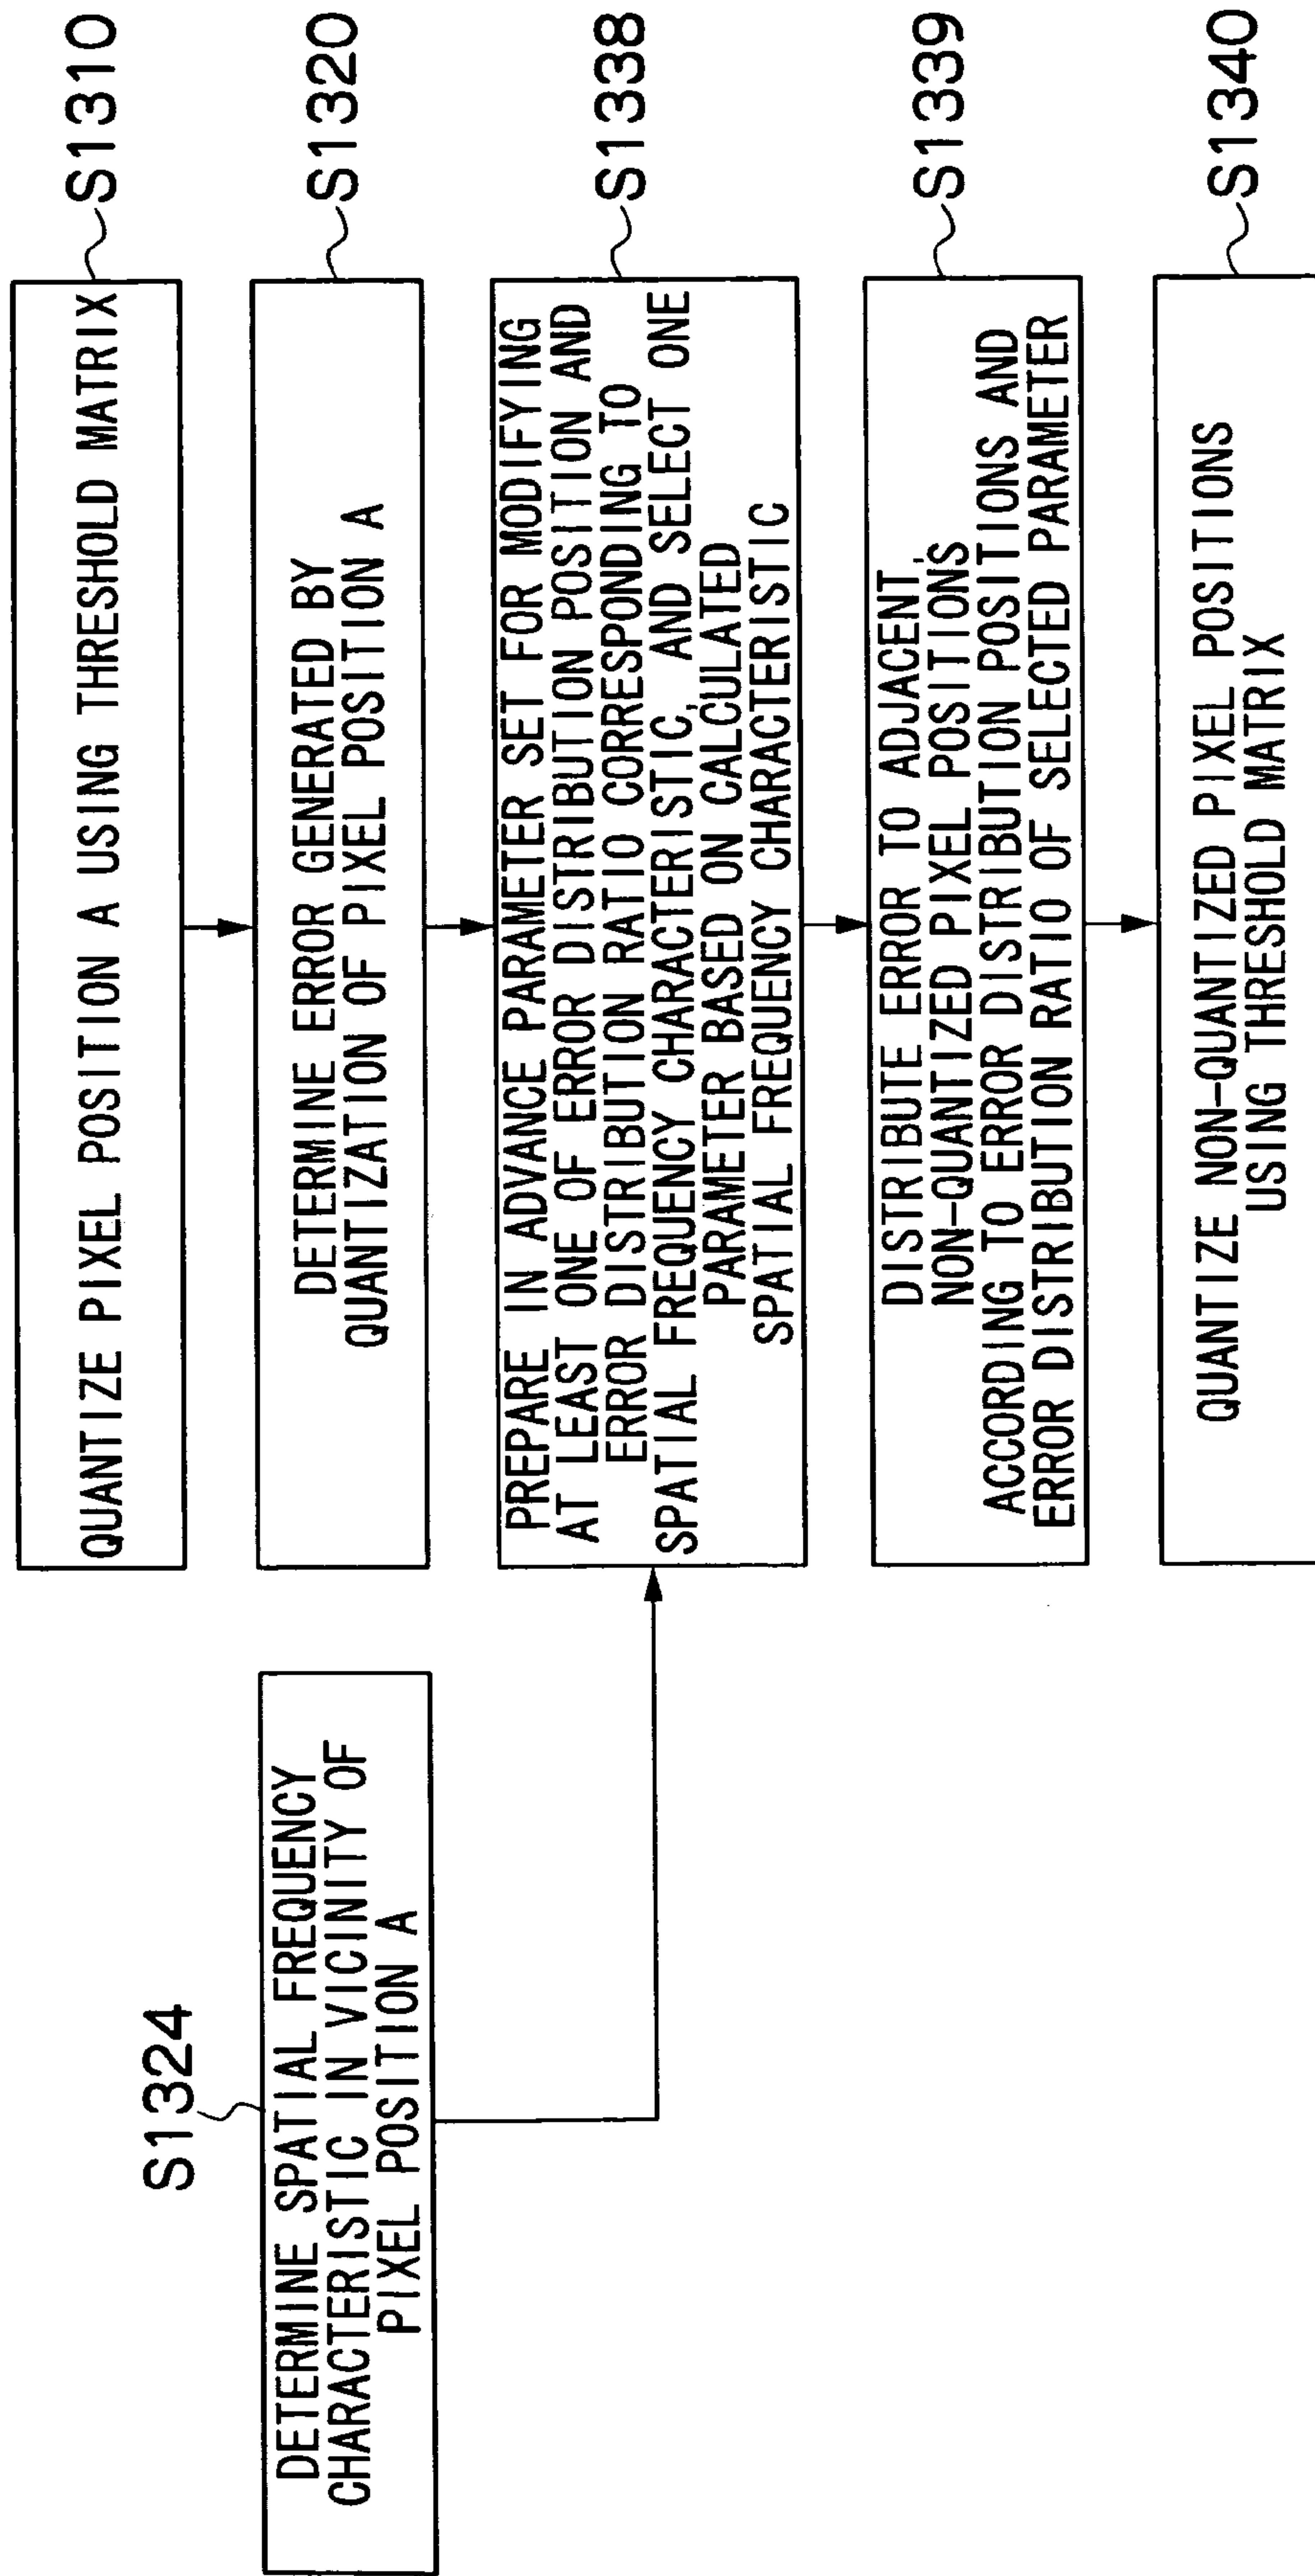 QUANTIZE PIXEL POSITION A USING THRESHOLD MATRIX
S1310
S1324
DETERMINE SPATIAL FREQUENCY
CHARACTERISTIC IN VICINITY OF
PIXEL POSITION A
DETERMINE ERROR GENERATED BY
QUANTIZATION OF PIXEL POSITION A
S1320
PREPARE IN ADVANCE PARAMETER SET FOR MODIFYING
AT LEAST ONE OF ERROR DISTRIBUTION POSITION AND
ERROR DISTRIBUTION RATIO CORRESPONDING TO
SPATIAL FREQUENCY CHARACTERISTIC, AND SELECT ONE
PARAMETER BASED ON CALCULATED
SPATIAL FREQUENCY CHARACTERISTIC
S1338
DISTRIBUTE ERROR TO ADJACENT,
NON-QUANTIZED PIXEL POSITIONS
ACCORDING TO ERROR DISTRIBUTION POSITIONS AND
ERROR DISTRIBUTION RATIO OF SELECTED PARAMETER
S1339
QUANTIZE NON-QUANTIZED PIXEL POSITIONS
USING THRESHOLD MATRIX
S1340